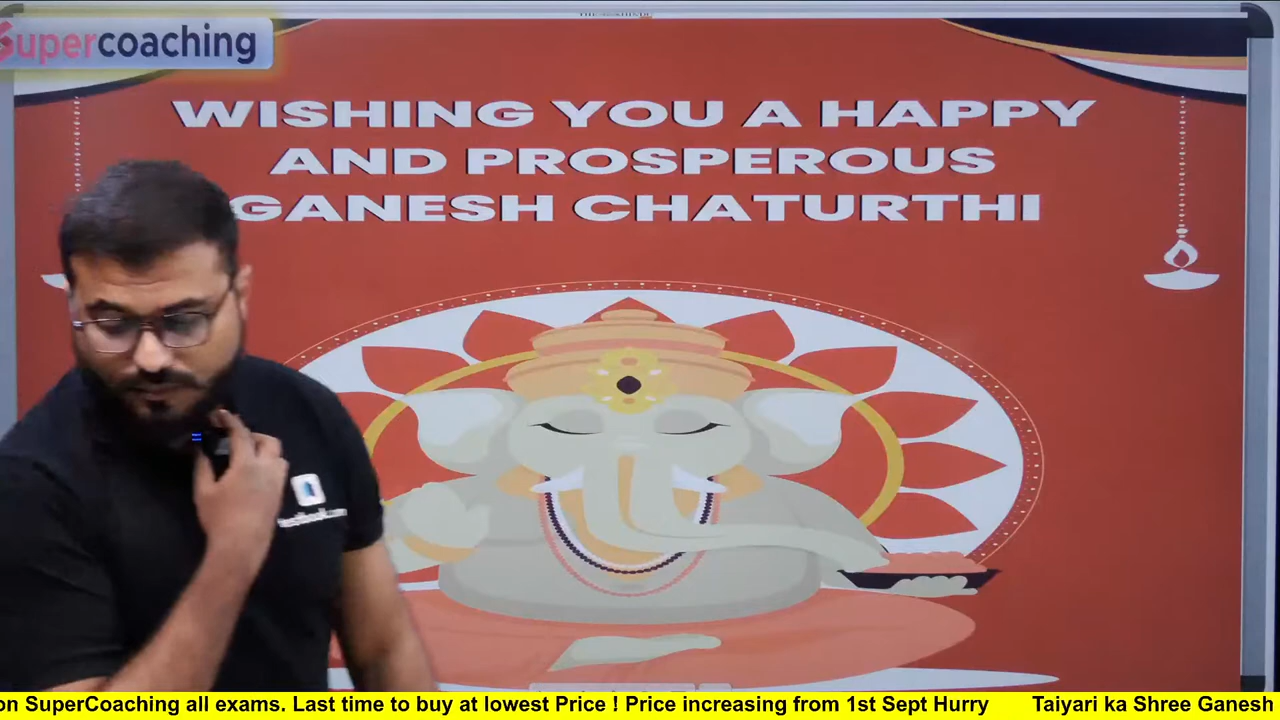 Supercoaching
WISHING YOU A HAPPY
AND PROSPEROUS
GANESH CHATURTHI
on SuperCoaching all exams. Last time to buy at lowest Price ! Price increasing from 1st Sept Hurry
Taiyari ka Shree Ganesh